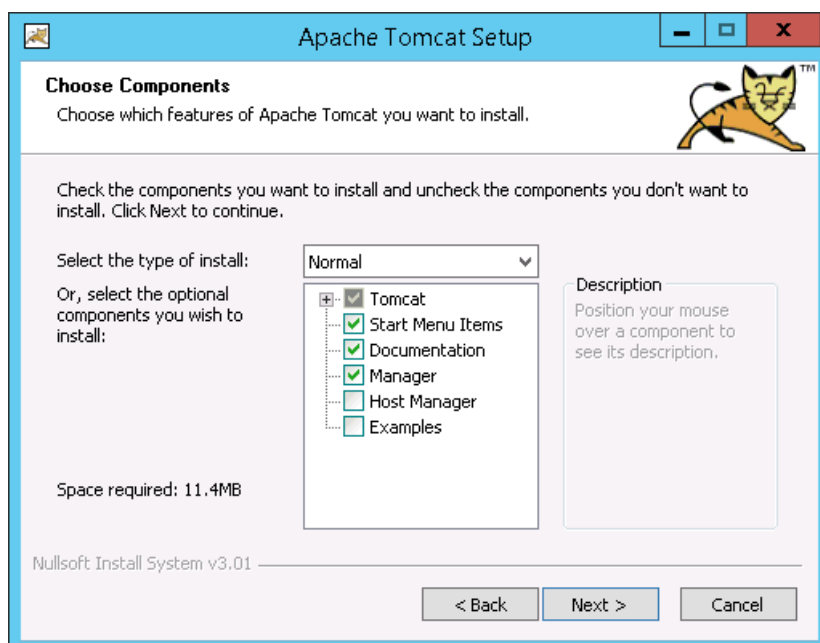 Apache Tomcat Setup
Choose Components
Choose which features of Apache Tomcat you want to install.
TM
Check the components you want to install and uncheck the components you don't want to
install. Click Next to continue.
Select the type of install:
Normal
Or, select the optional
components you wish to
install:
Tomcat
Start Menu Items
Documentation
Manager
Host Manager
Examples
Description
Position your mouse
over a component to
see its description.
Space required: 11.4MB
Nullsoft Install System v3.01
< Back
Next >
Cancel